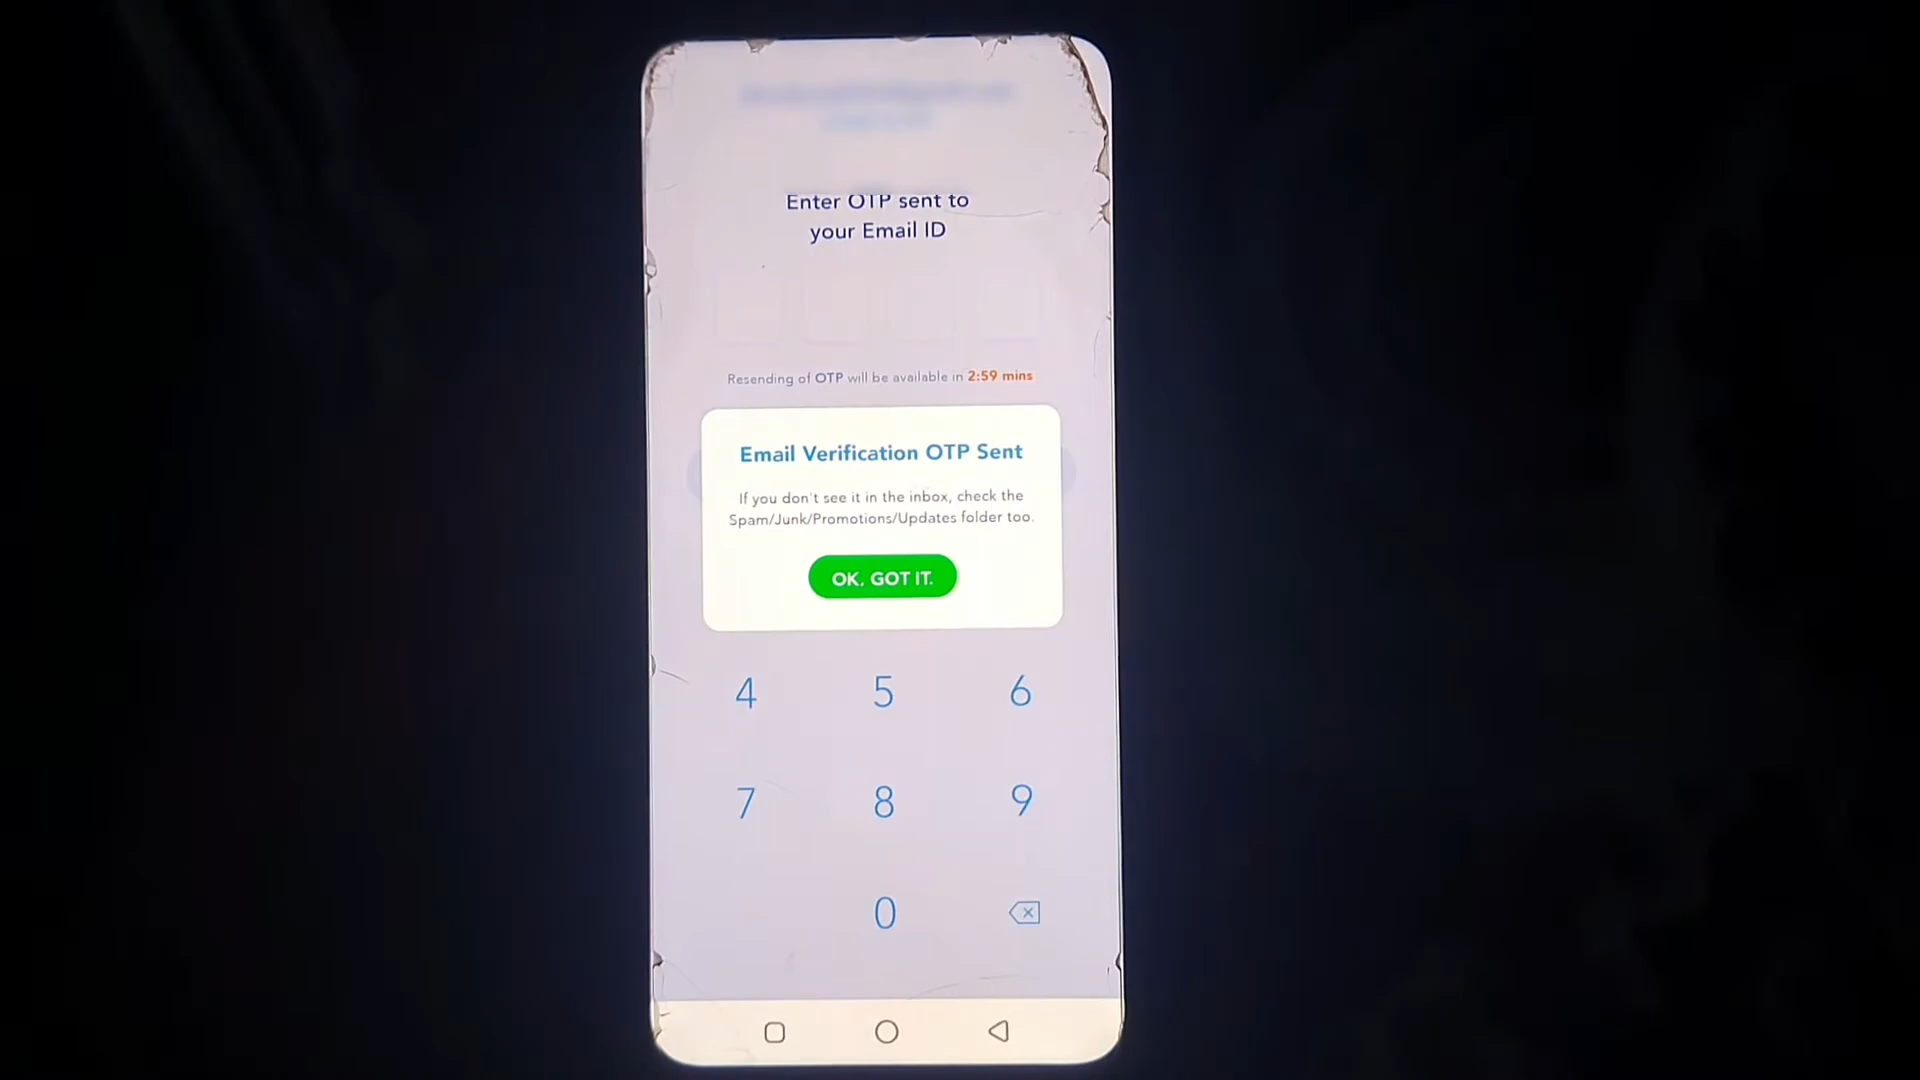 Enter OTP sent to
your Email ID
Resending of OTP will be available in 2:59 mins
Email Verification OTP Sent
If you don't see it in the inbox, check the
Spam/Junk/Promotions/Updates folder too.
OK. GOT IT.
4 5 6
7 8 9
0